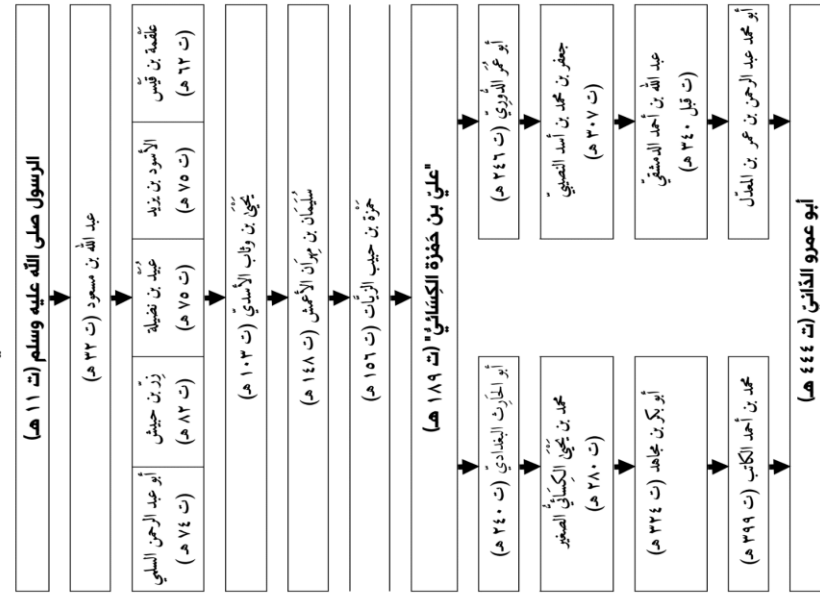 الرسول صلى الله عليه وسلم (ت ١١ هـ)
عبد الله بن مسعود (ت ٣٢ هـ)
علقمة بن قيس
(ت ٦٢ هـ)
الأسود بن يزيد
(ت ٧٥ هـ)
عبيد بن نضيلة
(ت ٧٥ هـ)
زر بن حبيش
(ت ٨٢ هـ)
أبو عبد الرحمن السلمي
(ت ٧٤ هـ)
يحيى بن وثاب الأسدي (ت ١٠٣ هـ)
سليمان بن مهران الأعمش (ت ١٤٨ هـ)
حمزة بن حبيب الزيات (ت ١٥٦ هـ)
"علي بن حمزة الكسائي" (ت ١٨٩ هـ)
أبو عمر الدوري (ت ٢٤٦ هـ)
جعفر بن محمد بن أسد النصيبي
(ت ٣٠٧ هـ)
عبد الله بن أحمد الدمشقي
(ت قبل ٣٤٠ هـ)
أبو محمد عبد الرحمن بن عمر بن المعدّل
أبو الحارث البغدادي (ت ٢٤٠ هـ)
محمد بن يحيى الكسائي الصغير
(ت ٢٨٠ هـ)
أبو بكر بن مجاهد (ت ٣٢٤ هـ)
محمد بن أحمد الكاتب (ت ٣٩٩ هـ)
أبو عمرو الداني (ت ٤٤٤ هـ)